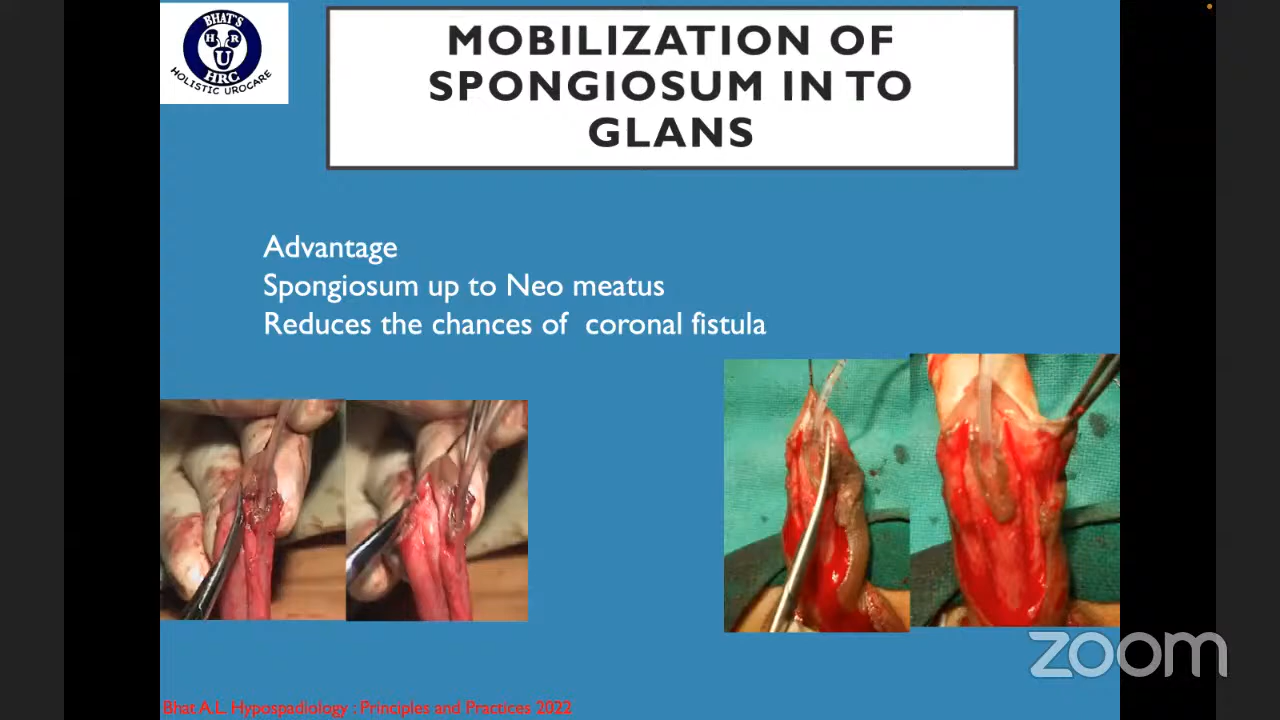 BHAT'S
H R
U
HRC
HOLISTIC UROCARE
MOBILIZATION OF
SPONGIOSUM IN TO
GLANS
Advantage
Spongiosum up to Neo meatus
Reduces the chances of coronal fistula
zoom
Bhat A.L. Hypospadiology : Principles and Practices 2022